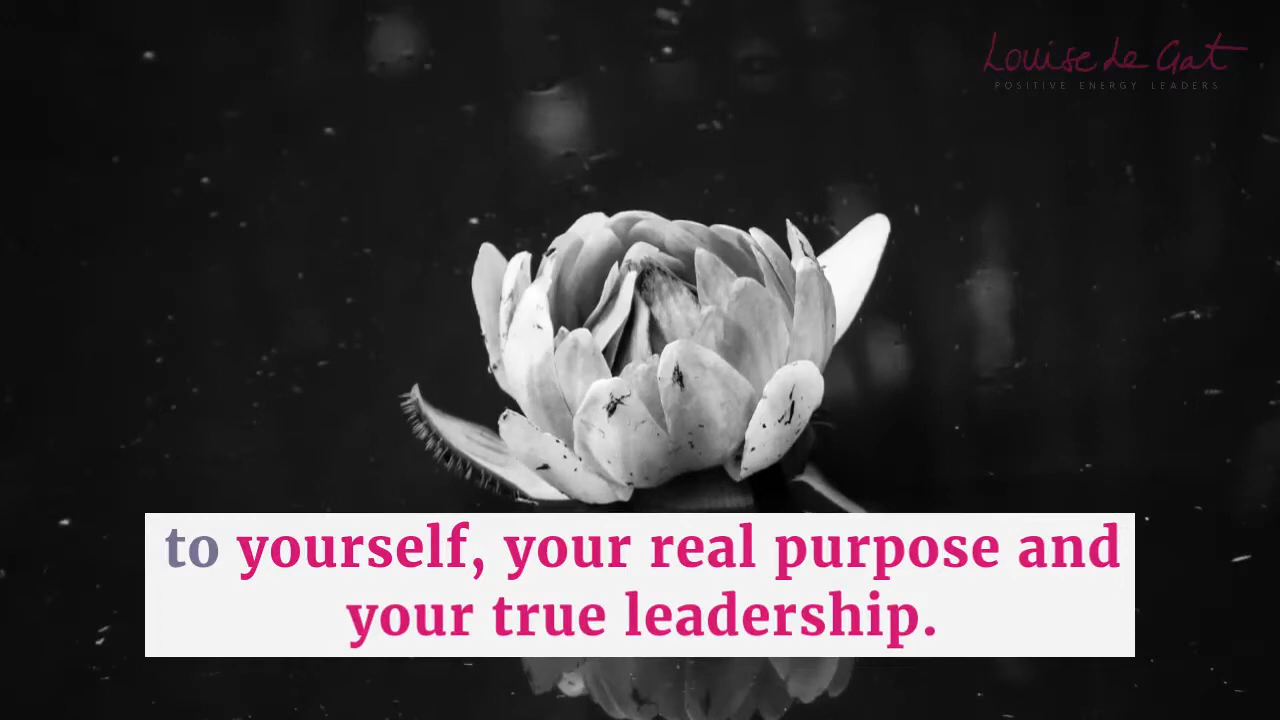 Louise de Gat
POSITIVE ENERGY LEADERS
to yourself, your real purpose and
your true leadership.